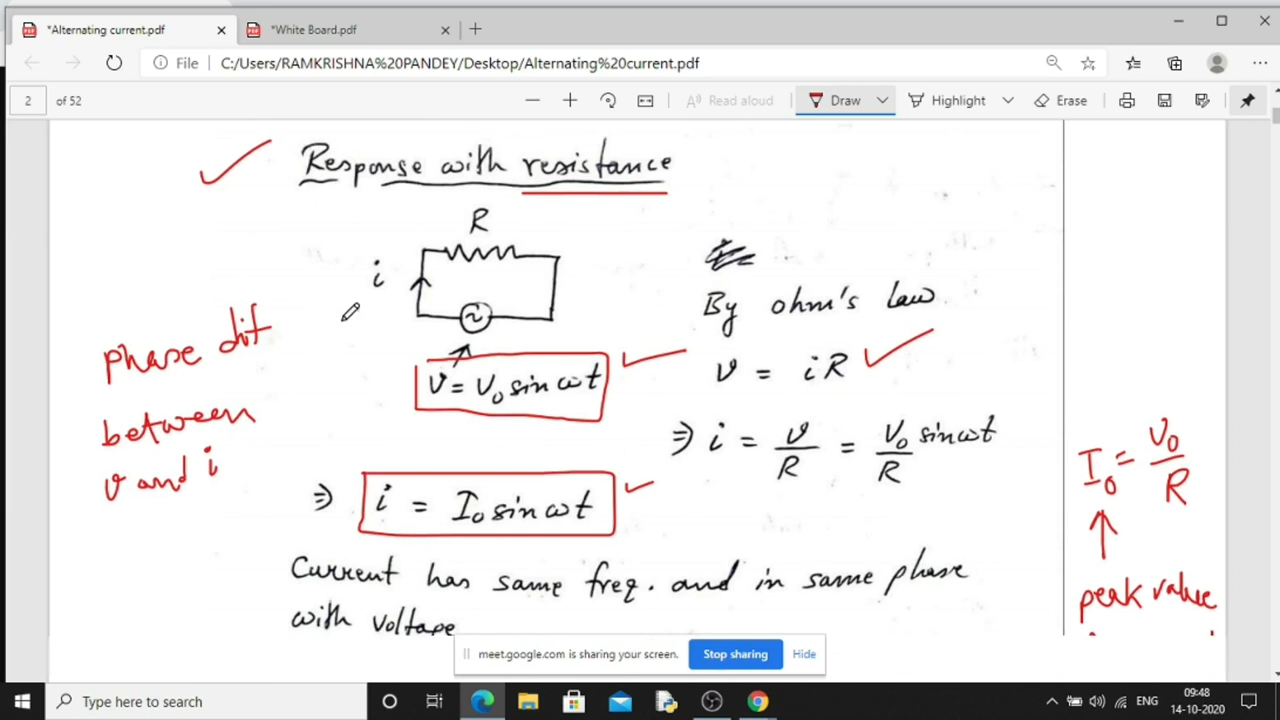 *Alternating current.pdf
*White Board.pdf
File
C:/Users/RAMKRISHNA%20PANDEY/Desktop/Alternating%20current.pdf
2 of 52
Read aloud
Draw
Highlight
Erase
Response with resistance
R
i
By ohm's law
phase dif
between
v and i
v = V₀ sin ωt
v = iR
⇒ i = v/R = V₀/R sin ωt
⇒ i = I₀ sin ωt
I₀ = V₀/R
peak value
Current has same freq. and in same phase
with voltage
meet.google.com is sharing your screen.
Stop sharing
Hide
Type here to search
ENG
09:48
14-10-2020